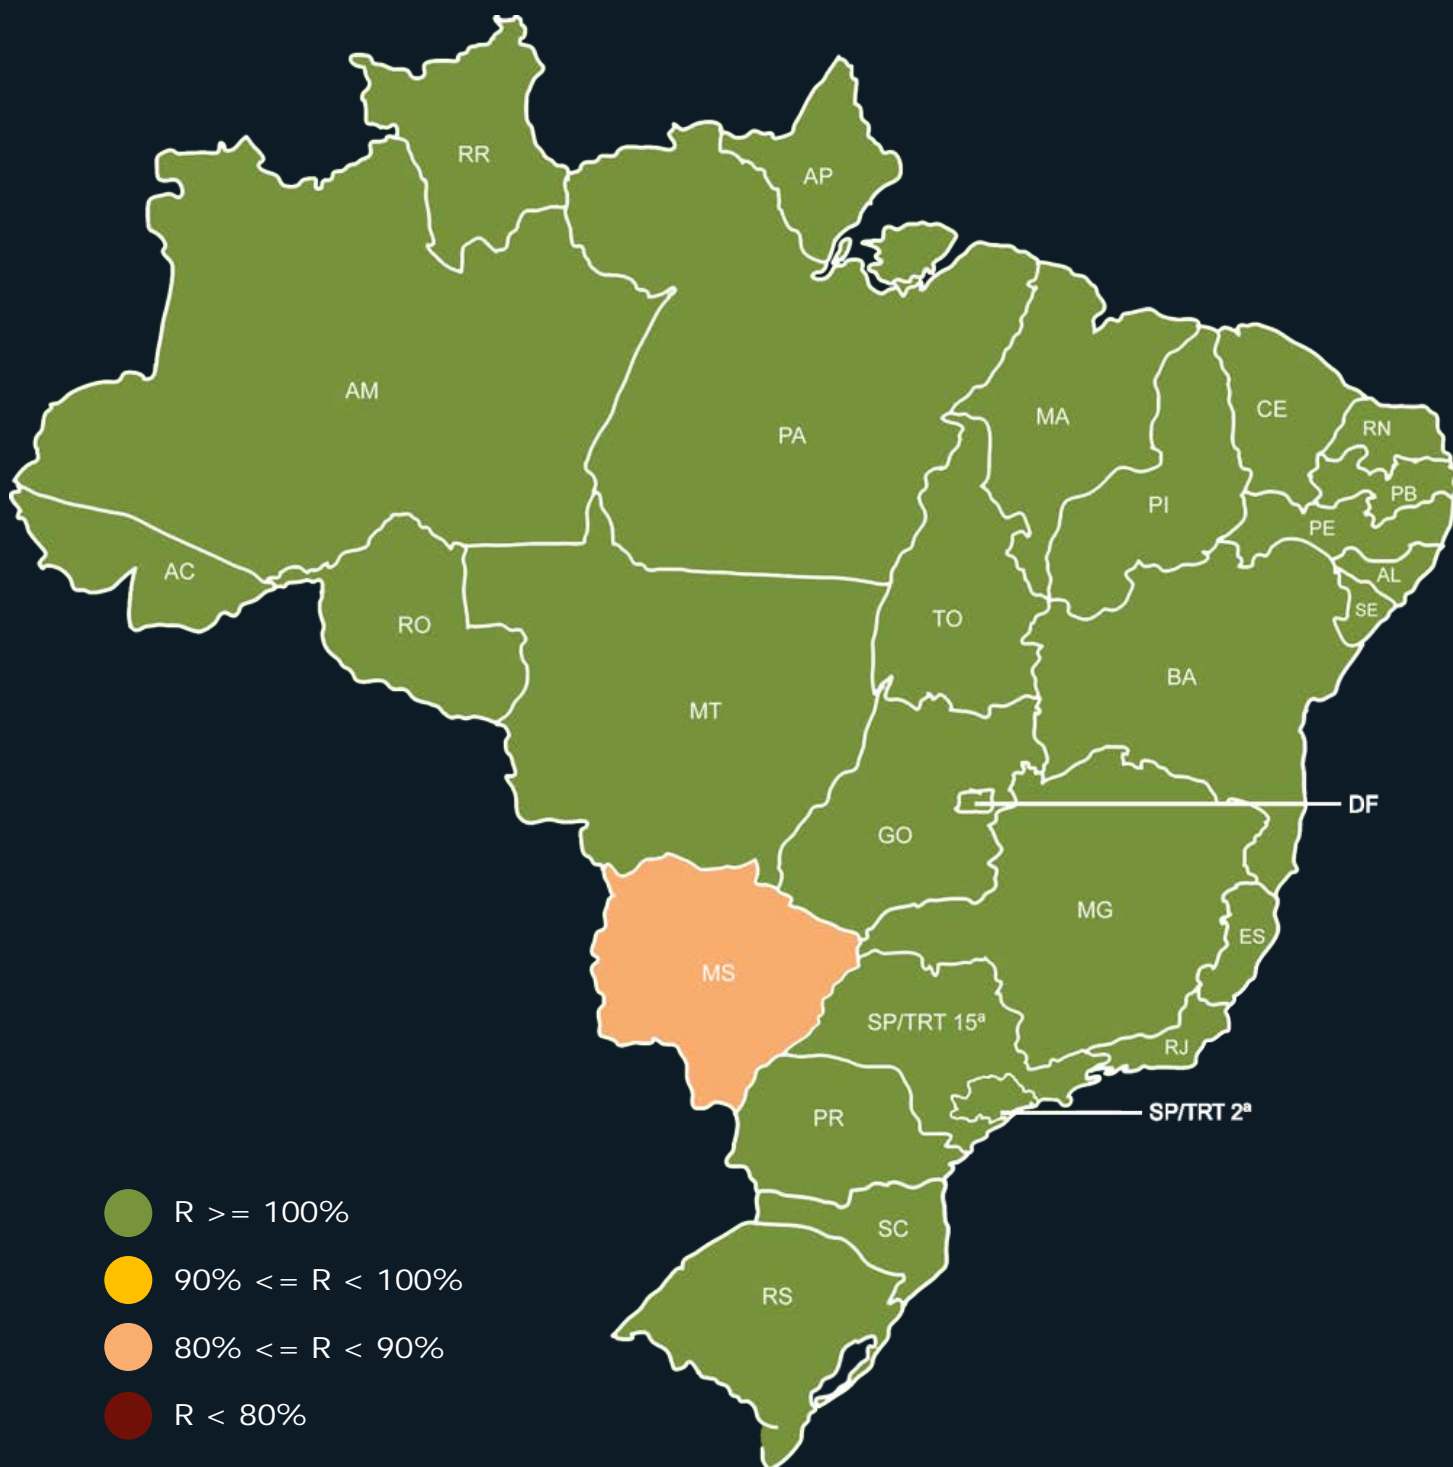 RR
AP
AM
PA
MA
CE
RN
PB
PI
PE
AL
SE
AC
RO
TO
BA
MT
DF
GO
MG
ES
MS
SP/TRT 15ª
RJ
SP/TRT 2ª
PR
SC
RS
R >= 100%
90% <= R < 100%
80% <= R < 90%
R < 80%